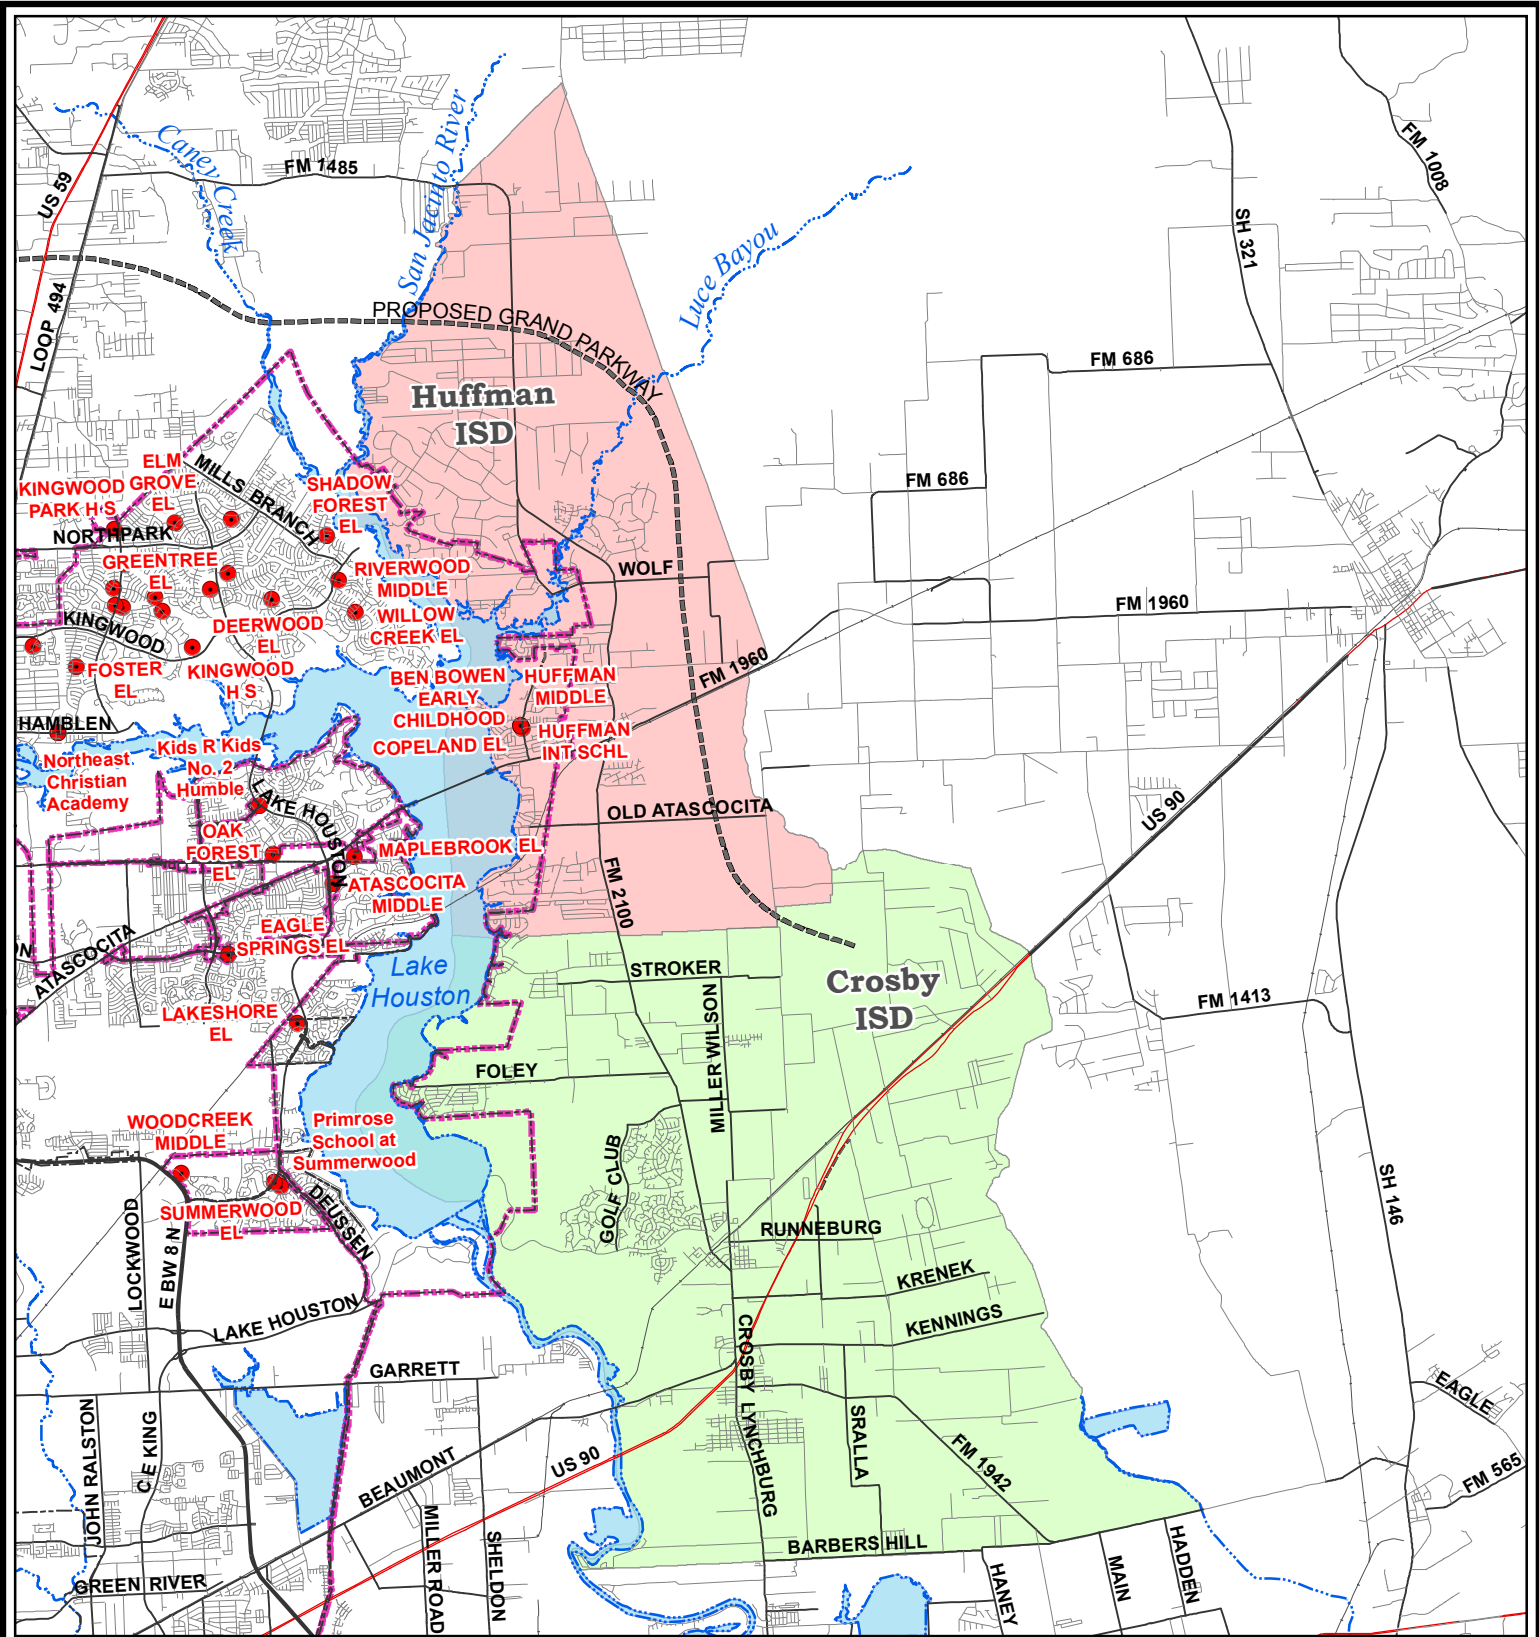 FM 1485
US 59
Caney Creek
San Jacinto River
Luce Bayou
FM 1008
SH 321
LOOP 494
PROPOSED GRAND PARKWAY
FM 686
Huffman
ISD
ELM
GROVE
EL
KINGWOOD
PARK H S
MILLS BRANCH
SHADOW
FOREST
EL
FM 686
NORTHPARK
GREENTREE
EL
RIVERWOOD
MIDDLE
WOLF
FM 1960
KINGWOOD
DEERWOOD
EL
WILLOW
CREEK EL
FOSTER
EL
KINGWOOD
H S
BEN BOWEN
EARLY
CHILDHOOD
HUFFMAN
MIDDLE
FM 1960
HAMBLEN
COPELAND EL
HUFFMAN
INT SCHL
Northeast
Christian
Academy
Kids R Kids
No. 2
Humble
LAKE HOUSTON
US 90
OLD ATASCOCITA
OAK
FOREST
EL
MAPLEBROOK EL
ATASCOCITA
MIDDLE
FM 2100
EAGLE
SPRINGS EL
N
ATASCOCITA
Lake
Houston
STROKER
Crosby
ISD
FM 1413
LAKESHORE
EL
MILLER WILSON
FOLEY
WOODCREEK
MIDDLE
Primrose
School at
Summerwood
GOLF CLUB
SH 146
SUMMERWOOD
EL
DEUSSEN
LOCKWOOD
E BW 8 N
RUNNEBURG
KRENEK
KENNINGS
LAKE HOUSTON
CROSBY LYNCHBURG
GARRETT
EAGLE
JOHN RALSTON
C E KING
SRALLA
FM 1942
BEAUMONT
US 90
FM 565
MILLER ROAD
SHELDON
BARBERS HILL
GREEN RIVER
HANEY
MAIN
HADDEN